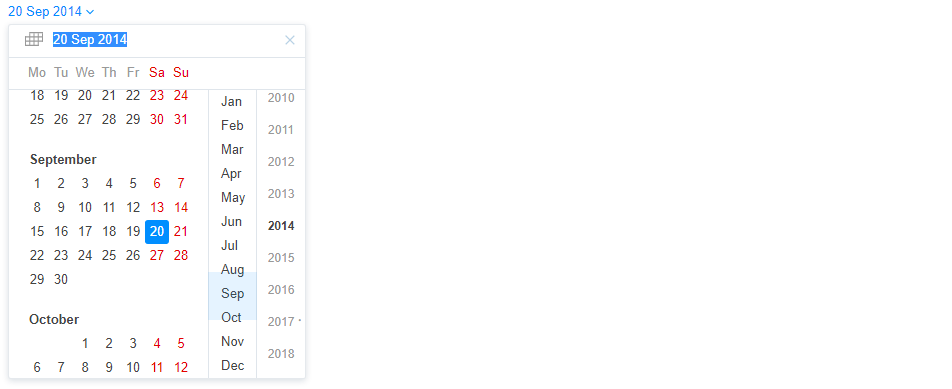 20 Sep 2014
20 Sep 2014
Mo Tu We Th Fr Sa Su
18 19 20 21 22 23 24
25 26 27 28 29 30 31
September
1 2 3 4 5 6 7
8 9 10 11 12 13 14
15 16 17 18 19 20 21
22 23 24 25 26 27 28
29 30
October
1 2 3 4 5
6 7 8 9 10 11 12
Jan
Feb
Mar
Apr
May
Jun
Jul
Aug
Sep
Oct
Nov
Dec
2010
2011
2012
2013
2014
2015
2016
2017
2018